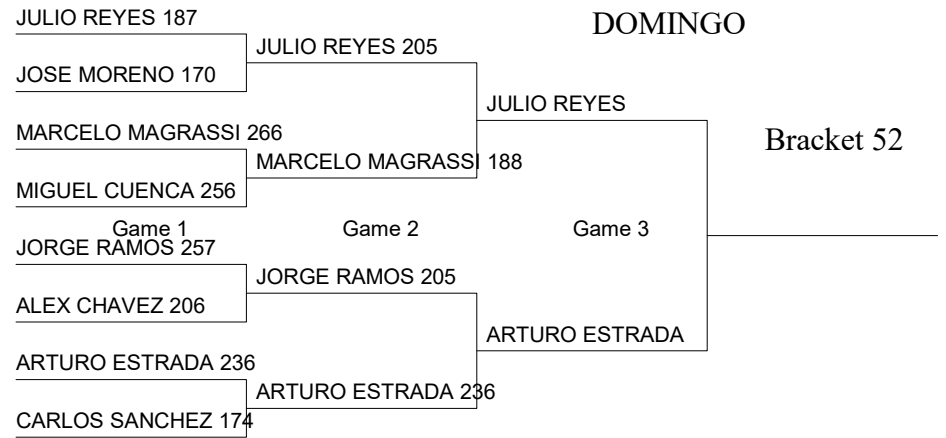 JULIO REYES 187
DOMINGO
JULIO REYES 205
JOSE MORENO 170
JULIO REYES
MARCELO MAGRASSI 266
Bracket 52
MARCELO MAGRASSI 188
MIGUEL CUENCA 256
Game 1
Game 2
Game 3
JORGE RAMOS 257
JORGE RAMOS 205
ALEX CHAVEZ 206
ARTURO ESTRADA
ARTURO ESTRADA 236
ARTURO ESTRADA 236
CARLOS SANCHEZ 174